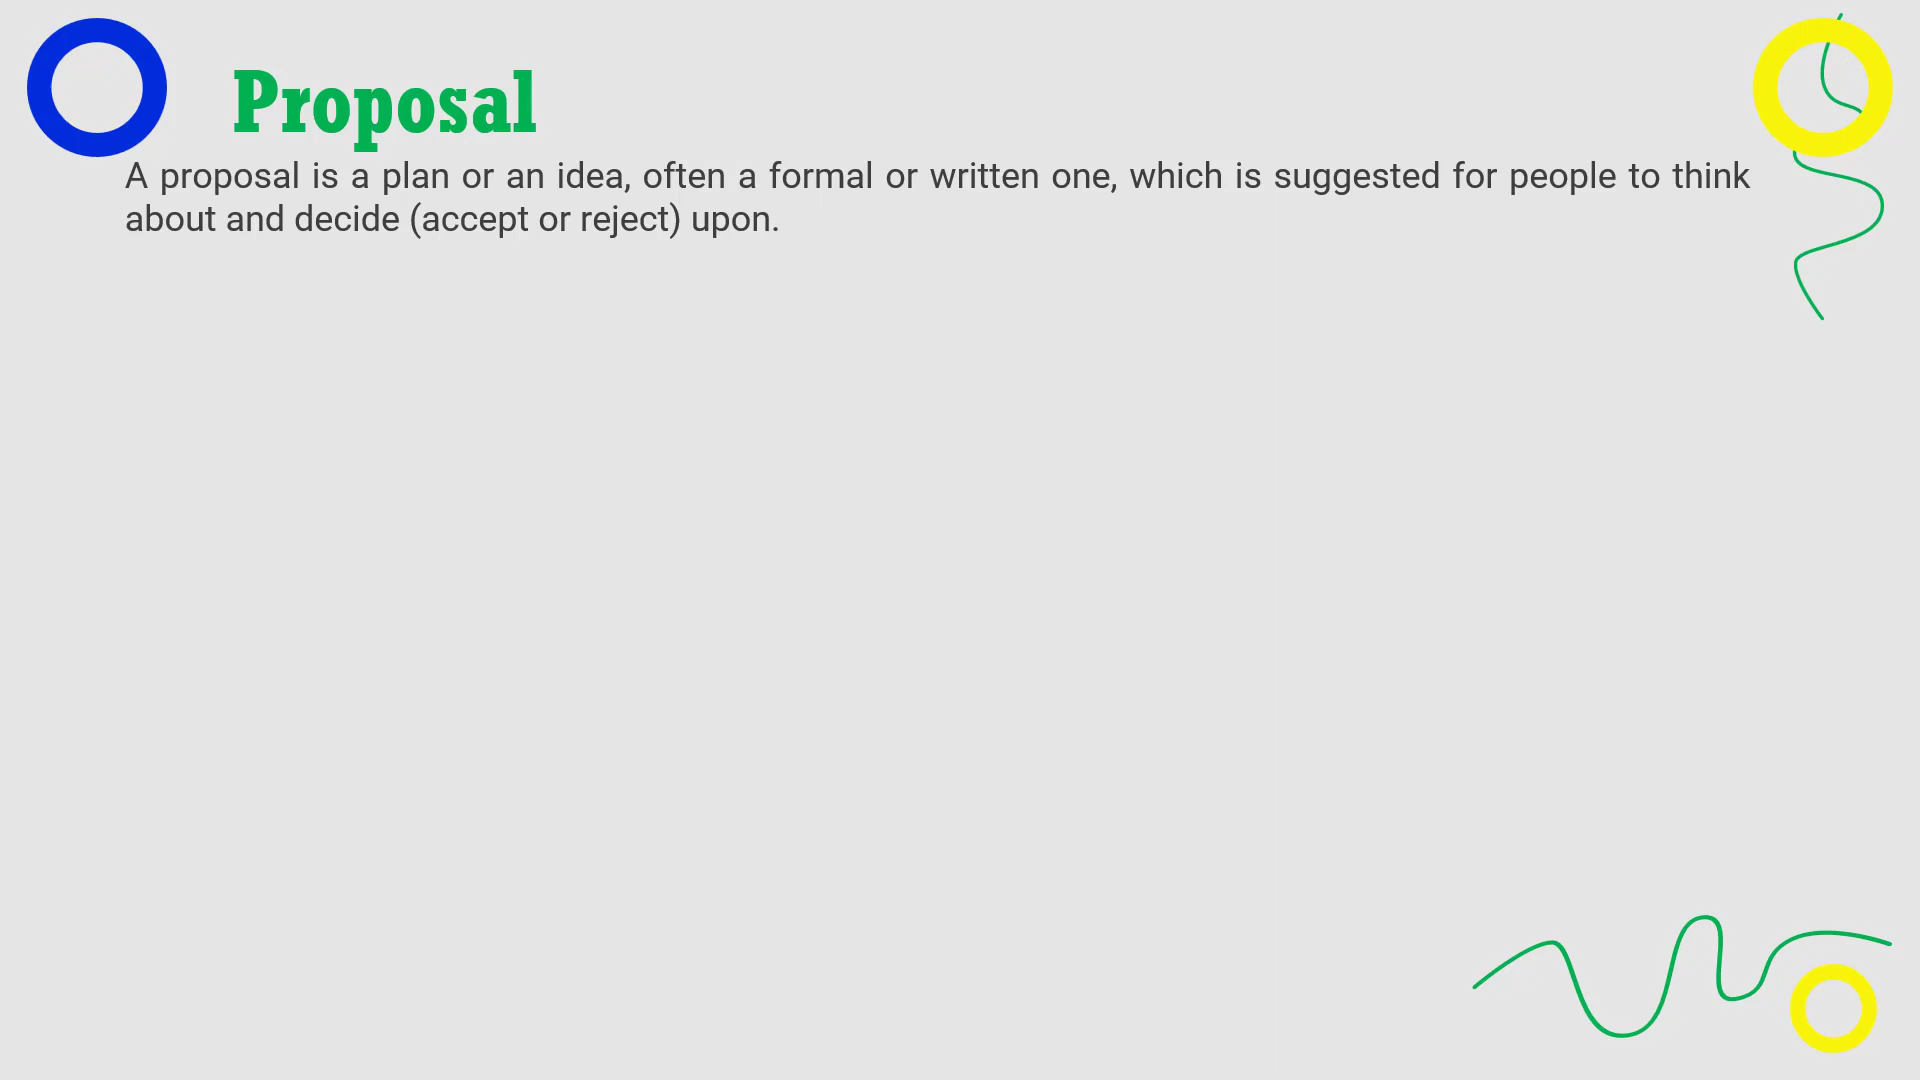 Proposal
A proposal is a plan or an idea, often a formal or written one, which is suggested for people to think
about and decide (accept or reject) upon.